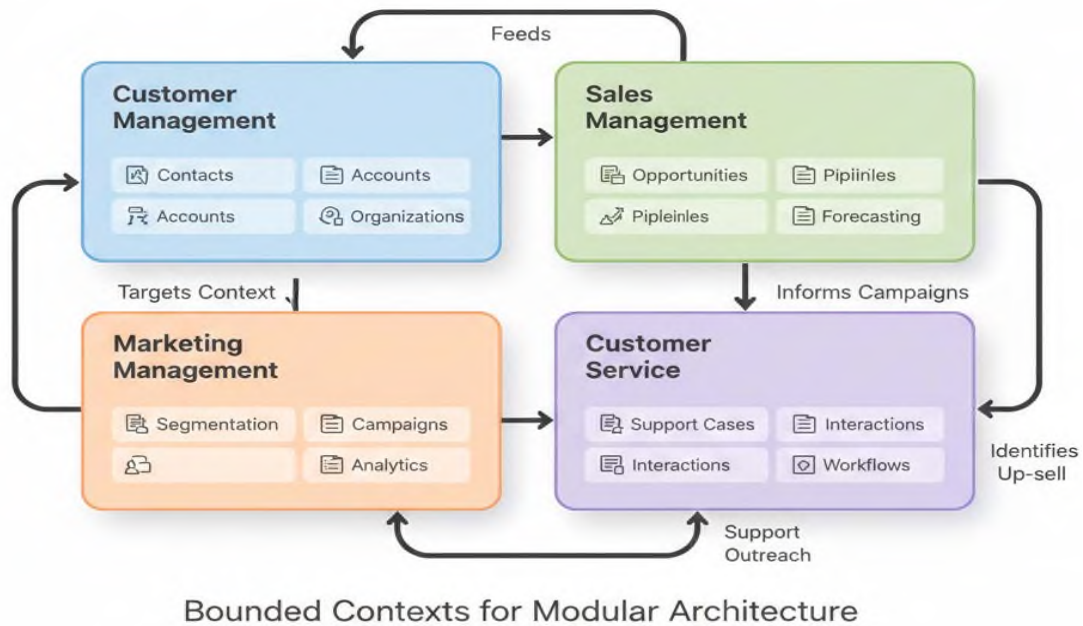 Feeds
Customer
Management
Contacts
Accounts
Accounts
Organizations
Sales
Management
Opportunities
Pipiinles
Pipleinles
Forecasting
Targets Context
Informs Campaigns
Marketing
Management
Segmentation
Campaigns
Analytics
Customer
Service
Support Cases
Interactions
Interactions
Workflows
Identifies
Up-sell
Support
Outreach
Bounded Contexts for Modular Architecture